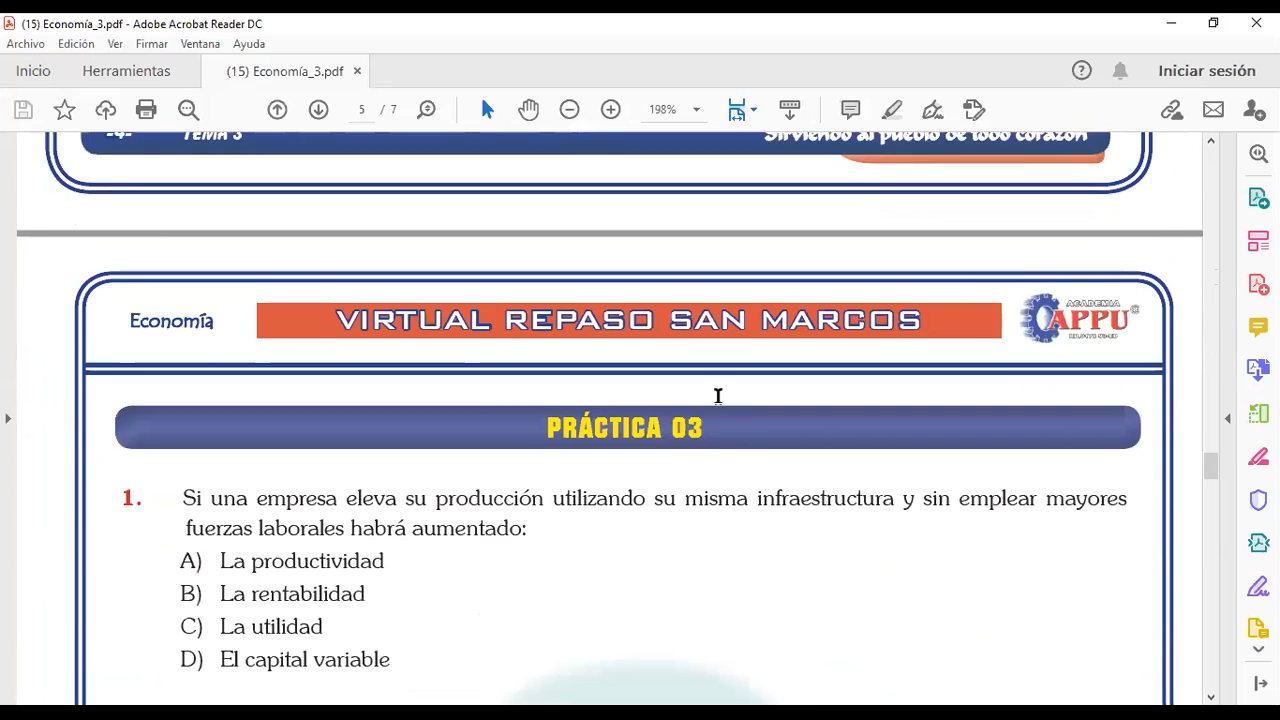 (15) Economía_3.pdf - Adobe Acrobat Reader DC
Archivo Edición Ver Firmar Ventana Ayuda
Inicio Herramientas (15) Economía_3.pdf × Iniciar sesión
5 / 7 198%
-4- TEMA 3 Sirviendo al pueblo de todo corazón
Economía VIRTUAL REPASO SAN MARCOS ACADEMIA APPU
PRÁCTICA 03
1. Si una empresa eleva su producción utilizando su misma infraestructura y sin emplear mayores
fuerzas laborales habrá aumentado:
A) La productividad
B) La rentabilidad
C) La utilidad
D) El capital variable